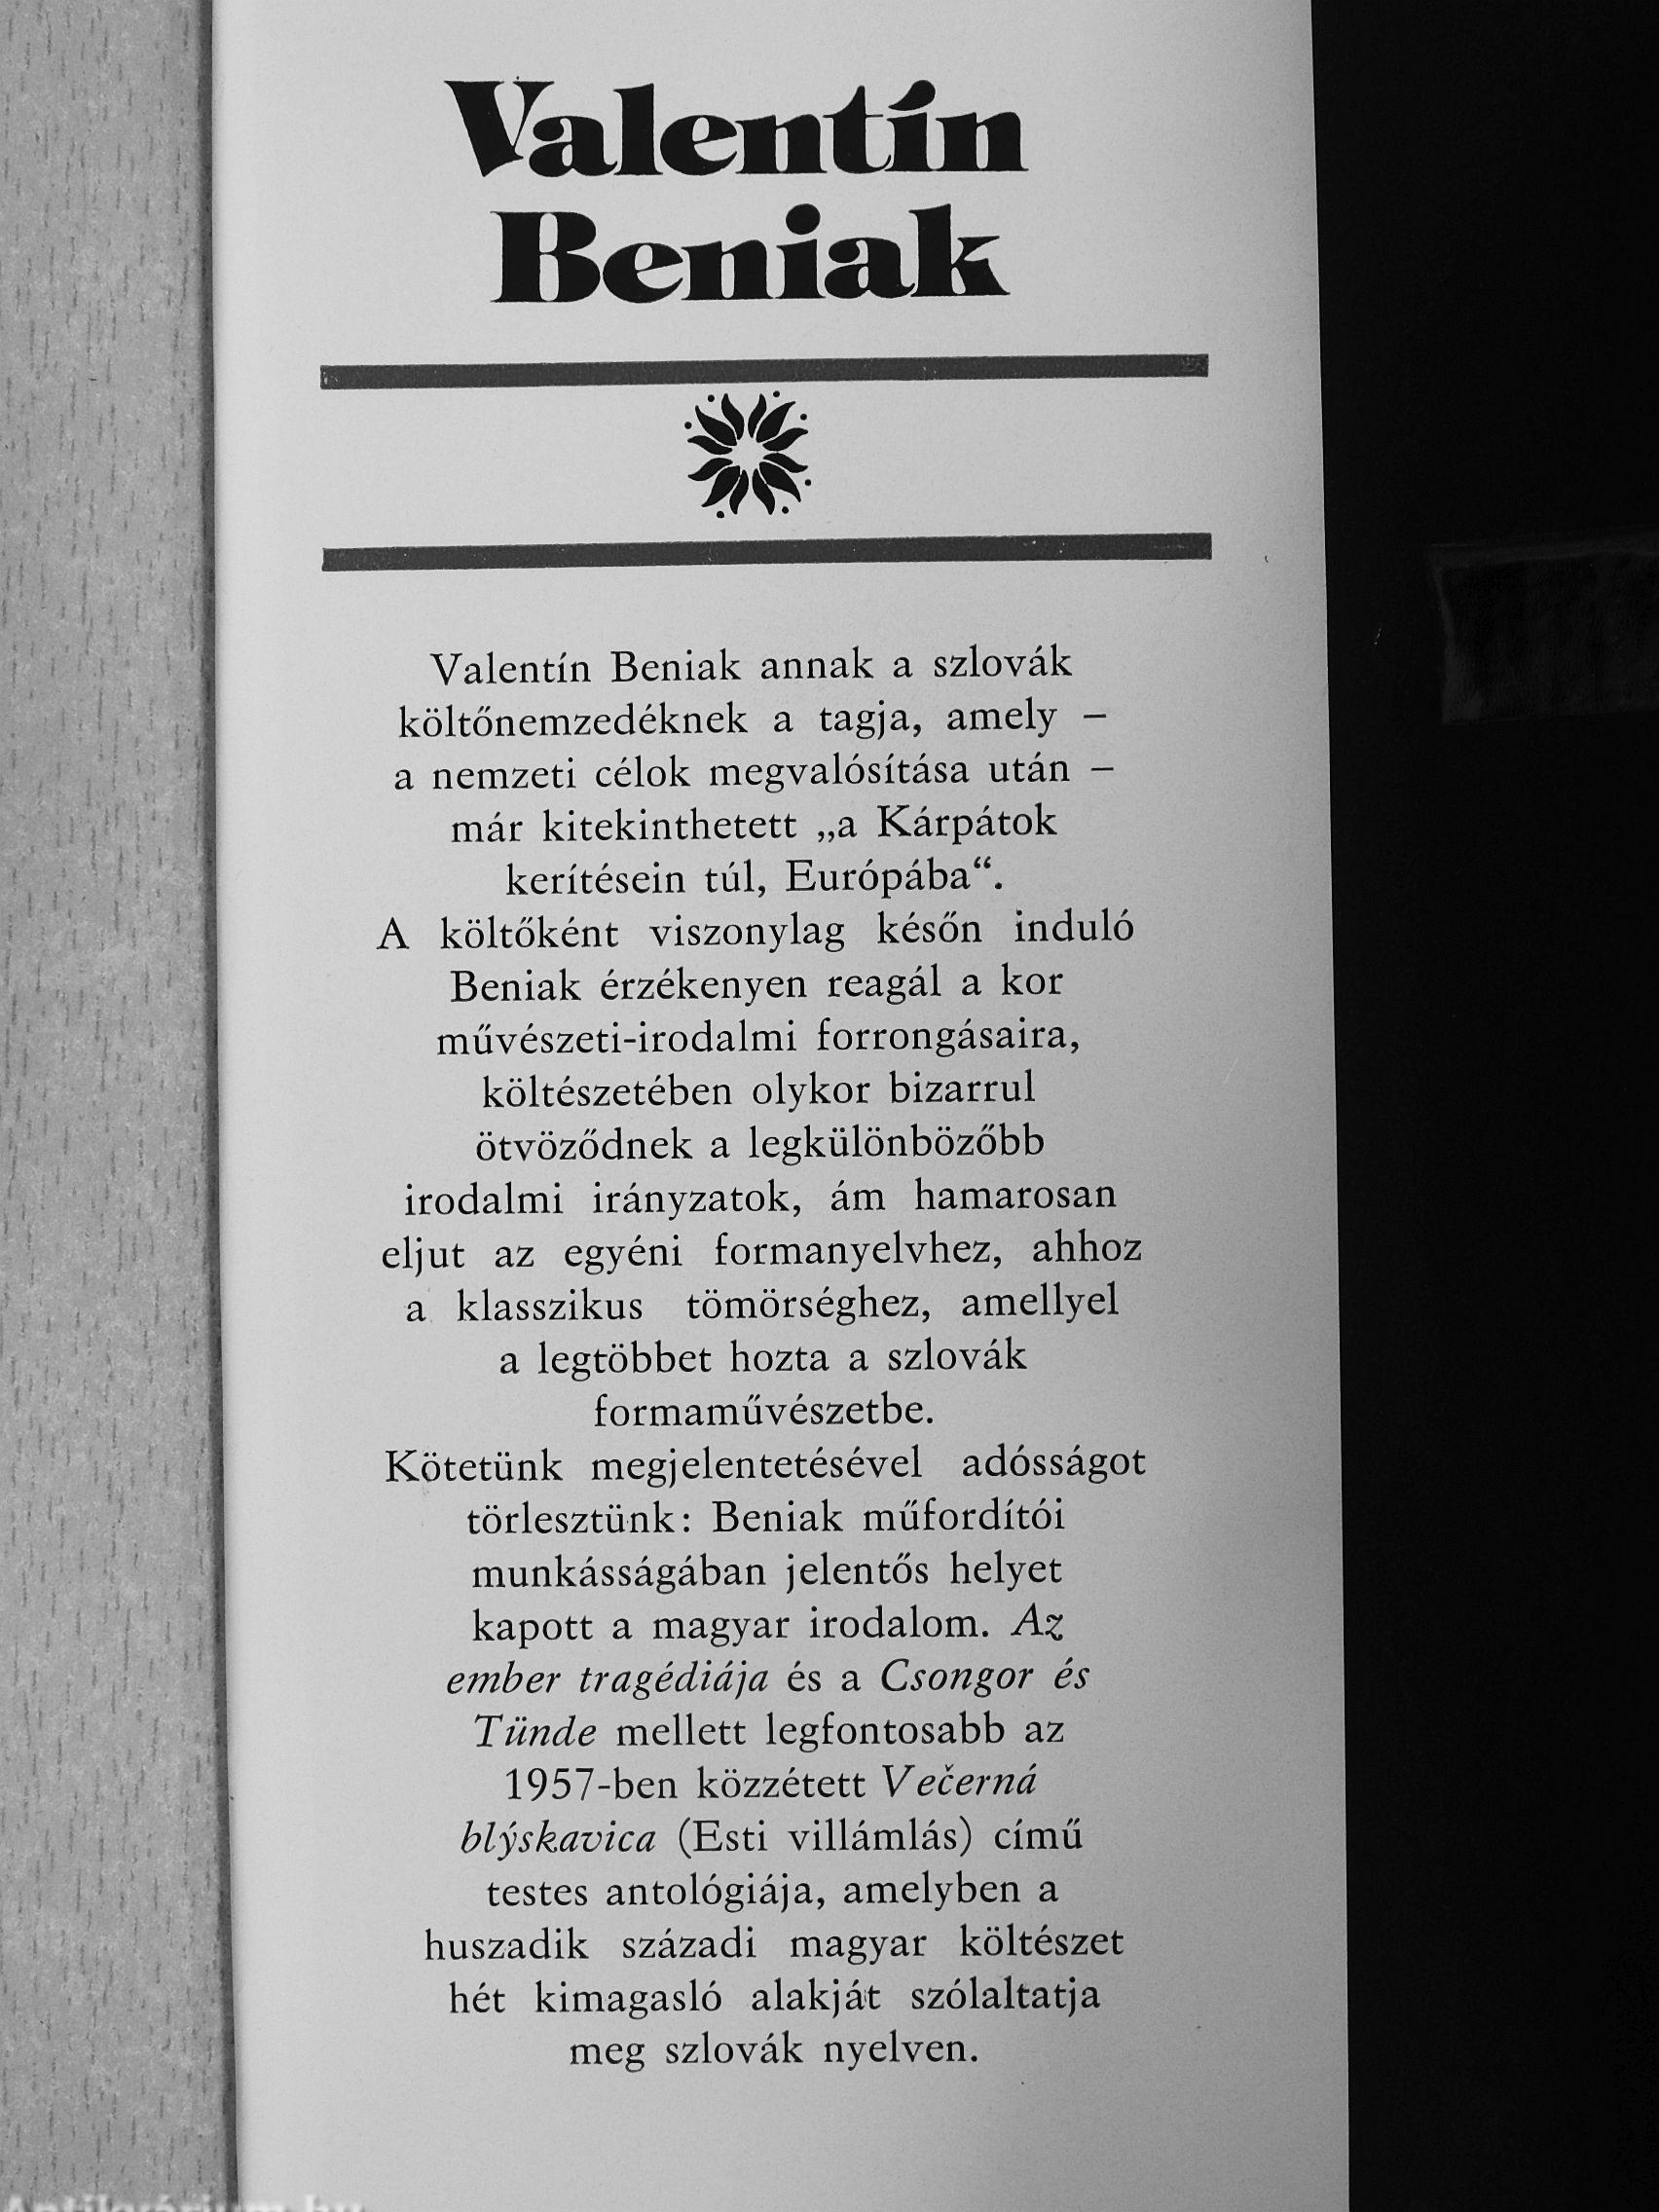 Valentín
Beniak
Valentín Beniak annak a szlovák
költőnemzedéknek a tagja, amely –
a nemzeti célok megvalósítása után –
már kitekinthetett „a Kárpátok
kerítésein túl, Európába“.
A költőként viszonylag későn induló
Beniak érzékenyen reagál a kor
művészeti-irodalmi forrongásaira,
költészetében olykor bizarrul
ötvöződnek a legkülönbözőbb
irodalmi irányzatok, ám hamarosan
eljut az egyéni formanyelvhez, ahhoz
a klasszikus tömörséghez, amellyel
a legtöbbet hozta a szlovák
formaművészetbe.
Kötetünk megjelentetésével adósságot
törlesztünk: Beniak műfordítói
munkásságában jelentős helyet
kapott a magyar irodalom. Az
ember tragédiája és a Csongor és
Tünde mellett legfontosabb az
1957-ben közzétett Večerná
blýskavica (Esti villámlás) című
testes antológiája, amelyben a
huszadik századi magyar költészet
hét kimagasló alakját szólaltatja
meg szlovák nyelven.